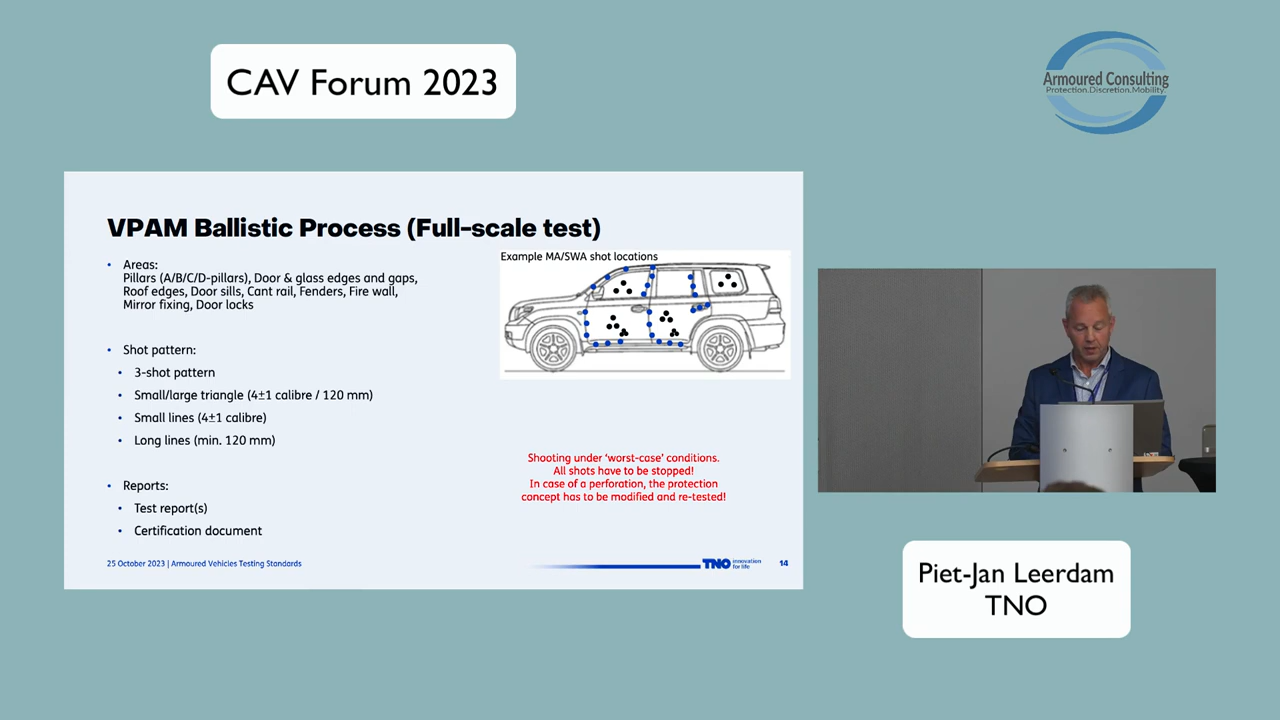 CAV Forum 2023
Armoured Consulting
Protection.Discretion.Mobility
VPAM Ballistic Process (Full-scale test)
• Areas:
Pillars (A/B/C/D-pillars), Door & glass edges and gaps,
Roof edges, Door sills, Cant rail, Fenders, Fire wall,
Mirror fixing, Door locks
• Shot pattern:
• 3-shot pattern
• Small/large triangle (4±1 calibre / 120 mm)
• Small lines (4±1 calibre)
• Long lines (min. 120 mm)
• Reports:
• Test report(s)
• Certification document
Example MA/SWA shot locations
Shooting under ‘worst-case’ conditions.
All shots have to be stopped!
In case of a perforation, the protection
concept has to be modified and re-tested!
25 October 2023 | Armoured Vehicles Testing Standards
TNO innovation
for life
14
Piet-Jan Leerdam
TNO